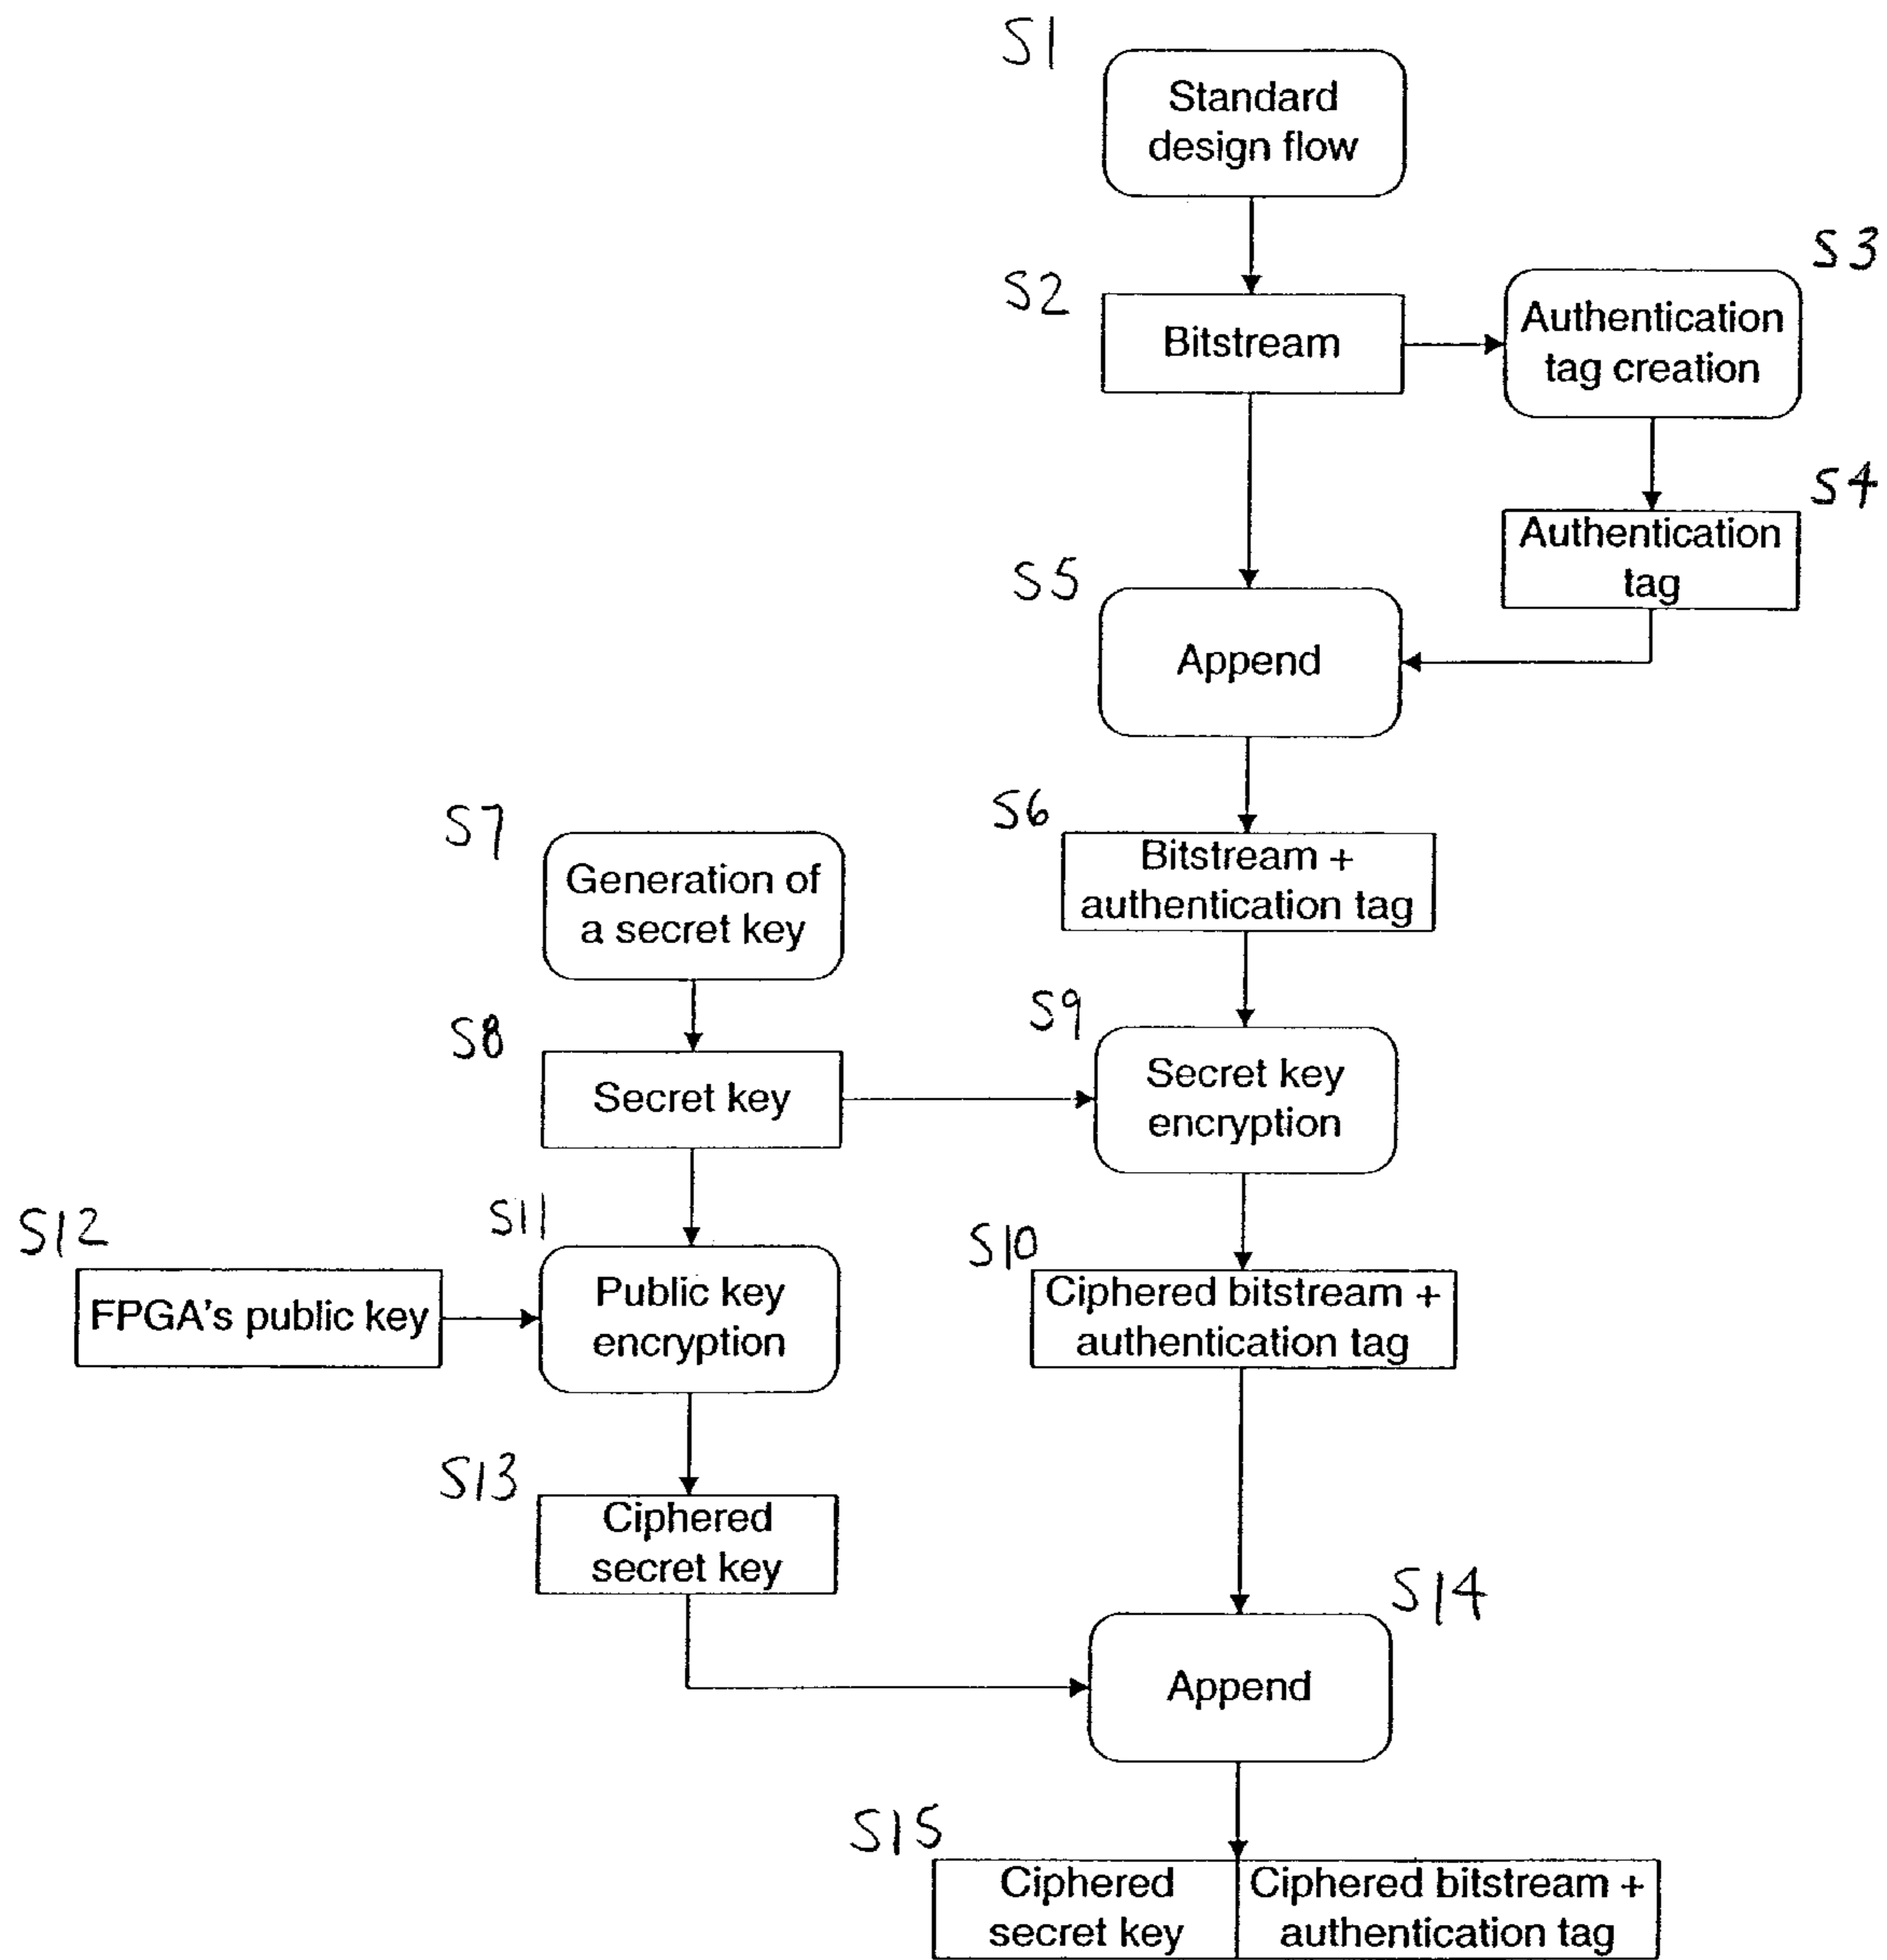 S1
Standard
design flow
S2
Bitstream
S3
Authentication
tag creation
S4
Authentication
tag
S5
Append
S6
Bitstream +
authentication tag
S7
Generation of
a secret key
S8
Secret key
S9
Secret key
encryption
S10
Ciphered bitstream +
authentication tag
S11
Public key
encryption
S12
FPGA's public key
S13
Ciphered
secret key
S14
Append
S15
Ciphered
secret key
Ciphered bitstream +
authentication tag